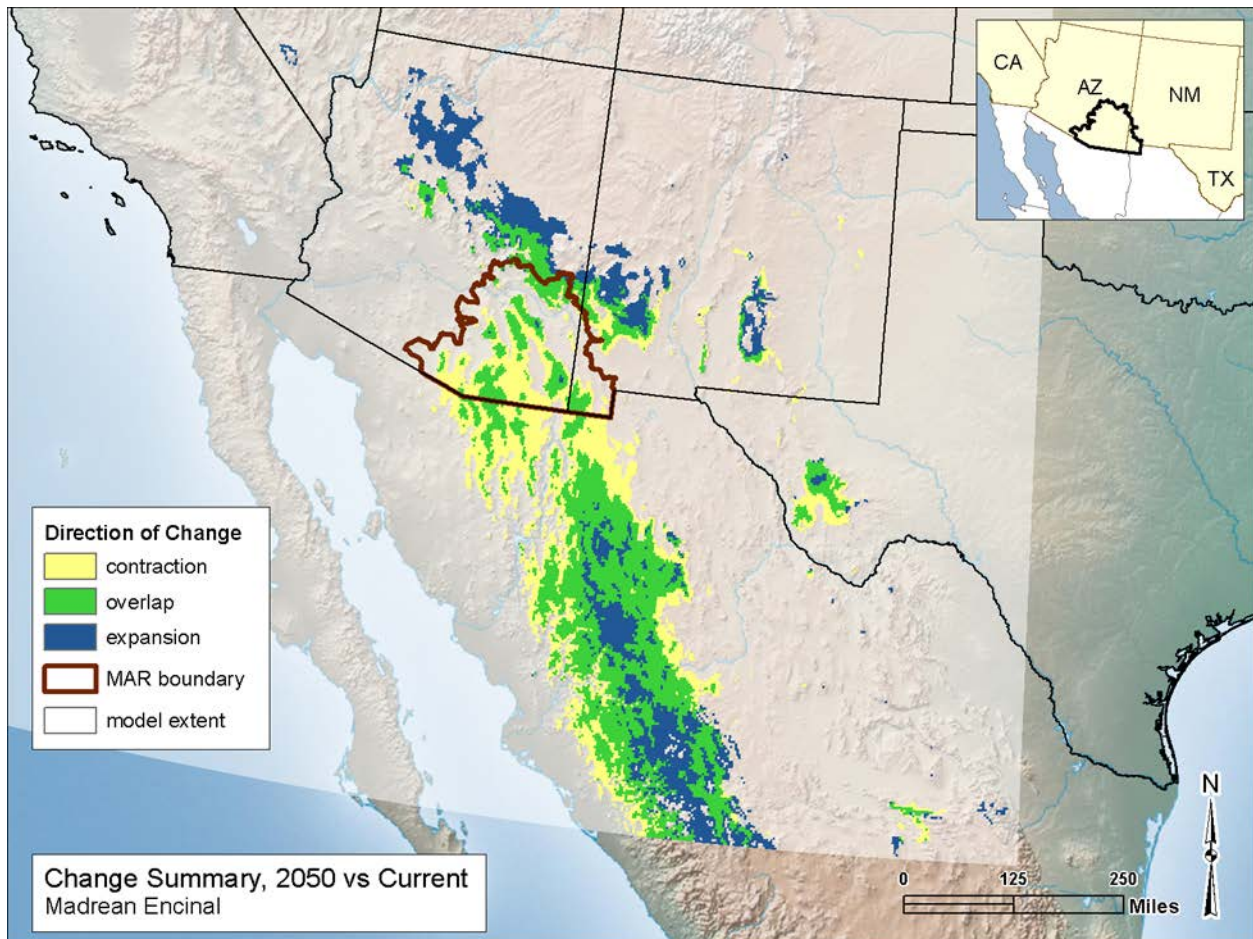 CA
AZ
NM
TX
Direction of Change
contraction
overlap
expansion
MAR boundary
model extent
Change Summary, 2050 vs Current
Madrean Encinal
N
0 125 250
Miles